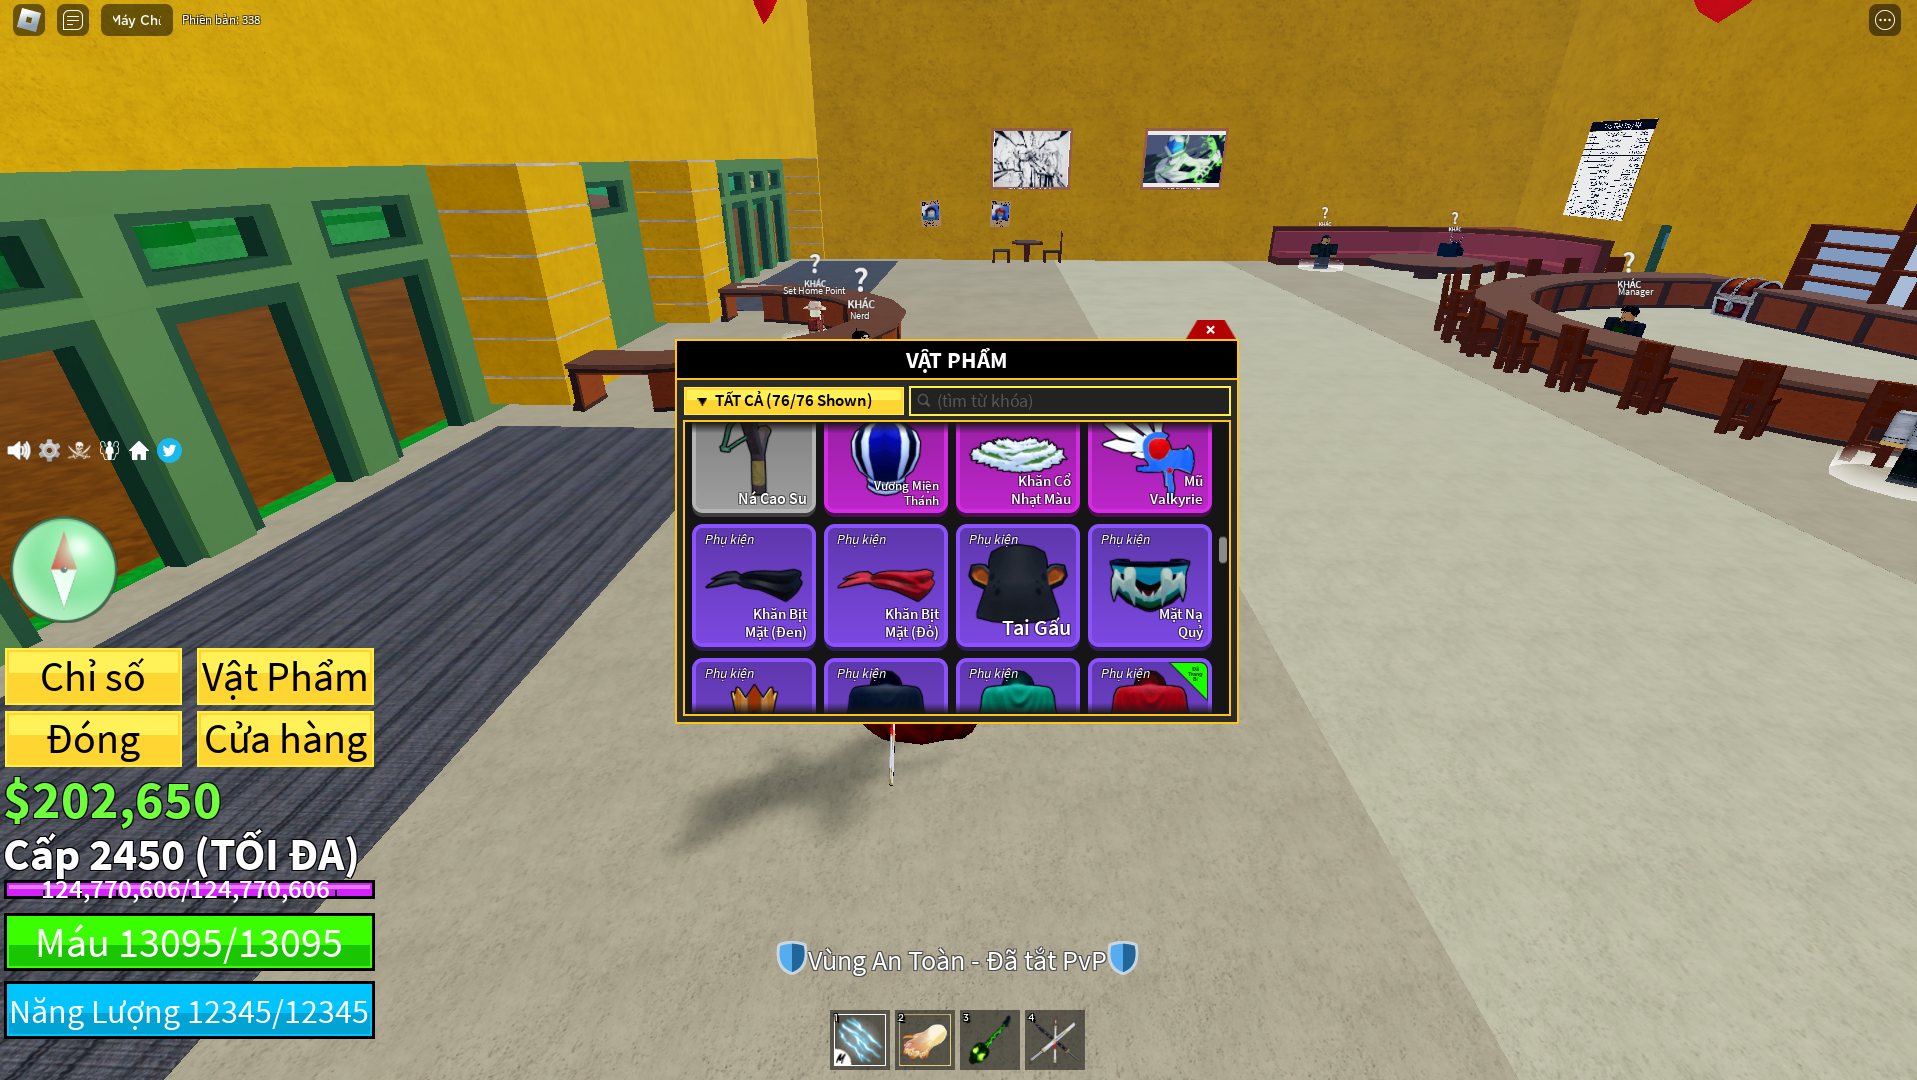 Máy Chủ
Phiên bản: 338
KHÁC
KHÁC
KHÁC
Set Home Point
KHÁC
Nerd
KHÁC
Manager
VẬT PHẨM
▼ TẤT CẢ (76/76 Shown)
(tìm từ khóa)
Ná Cao Su
Vương Miện
Thánh
Khăn Cổ
Nhạt Màu
Mũ
Valkyrie
Phụ kiện
Khăn Bịt
Mặt (Đen)
Phụ kiện
Khăn Bịt
Mặt (Đỏ)
Phụ kiện
Tai Gấu
Phụ kiện
Mặt Nạ
Quỷ
Phụ kiện
Phụ kiện
Phụ kiện
Phụ kiện
Chỉ số
Vật Phẩm
Đóng
Cửa hàng
$202,650
Cấp 2450 (TỐI ĐA)
124,770,606/124,770,606
Máu 13095/13095
Năng Lượng 12345/12345
Vùng An Toàn - Đã tắt PvP
1
M
2
3
4